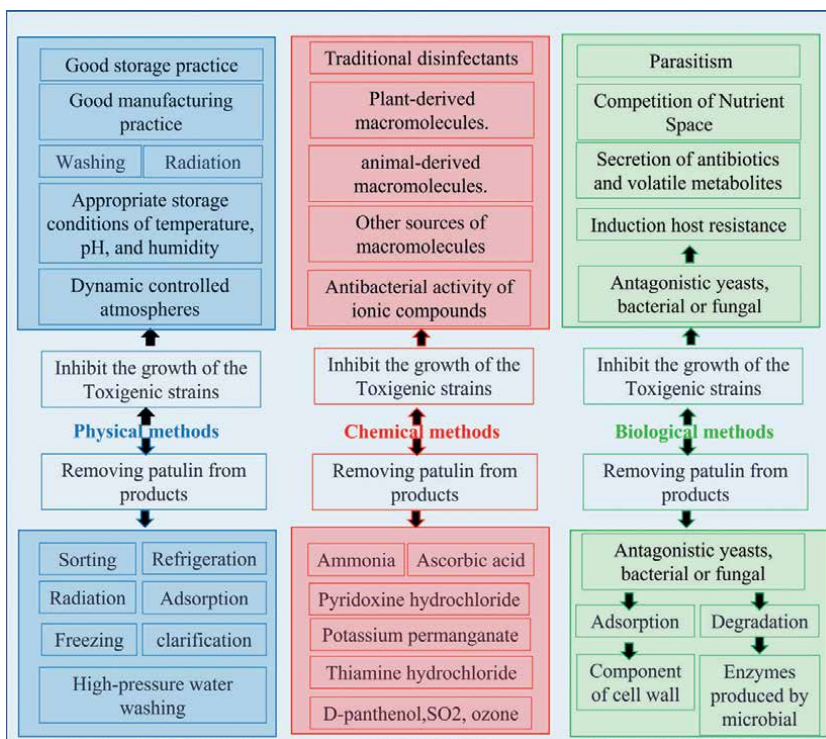 Good storage practice
Good manufacturing
practice
Washing
Radiation
Appropriate storage
conditions of temperature,
pH, and humidity
Dynamic controlled
atmospheres
Inhibit the growth of the
Toxigenic strains
Physical methods
Removing patulin from
products
Sorting
Refrigeration
Radiation
Adsorption
Freezing
clarification
High-pressure water
washing
Traditional disinfectants
Plant-derived
macromolecules.
animal-derived
macromolecules.
Other sources of
macromolecules
Antibacterial activity of
ionic compounds
Inhibit the growth of the
Toxigenic strains
Chemical methods
Removing patulin from
products
Ammonia
Ascorbic acid
Pyridoxine hydrochloride
Potassium permanganate
Thiamine hydrochloride
D-panthenol,SO2, ozone
Parasitism
Competition of Nutrient
Space
Secretion of antibiotics
and volatile metabolites
Induction host resistance
Antagonistic yeasts,
bacterial or fungal
Inhibit the growth of the
Toxigenic strains
Biological methods
Removing patulin from
products
Antagonistic yeasts,
bacterial or fungal
Adsorption
Degradation
Component
of cell wall
Enzymes
produced by
microbial